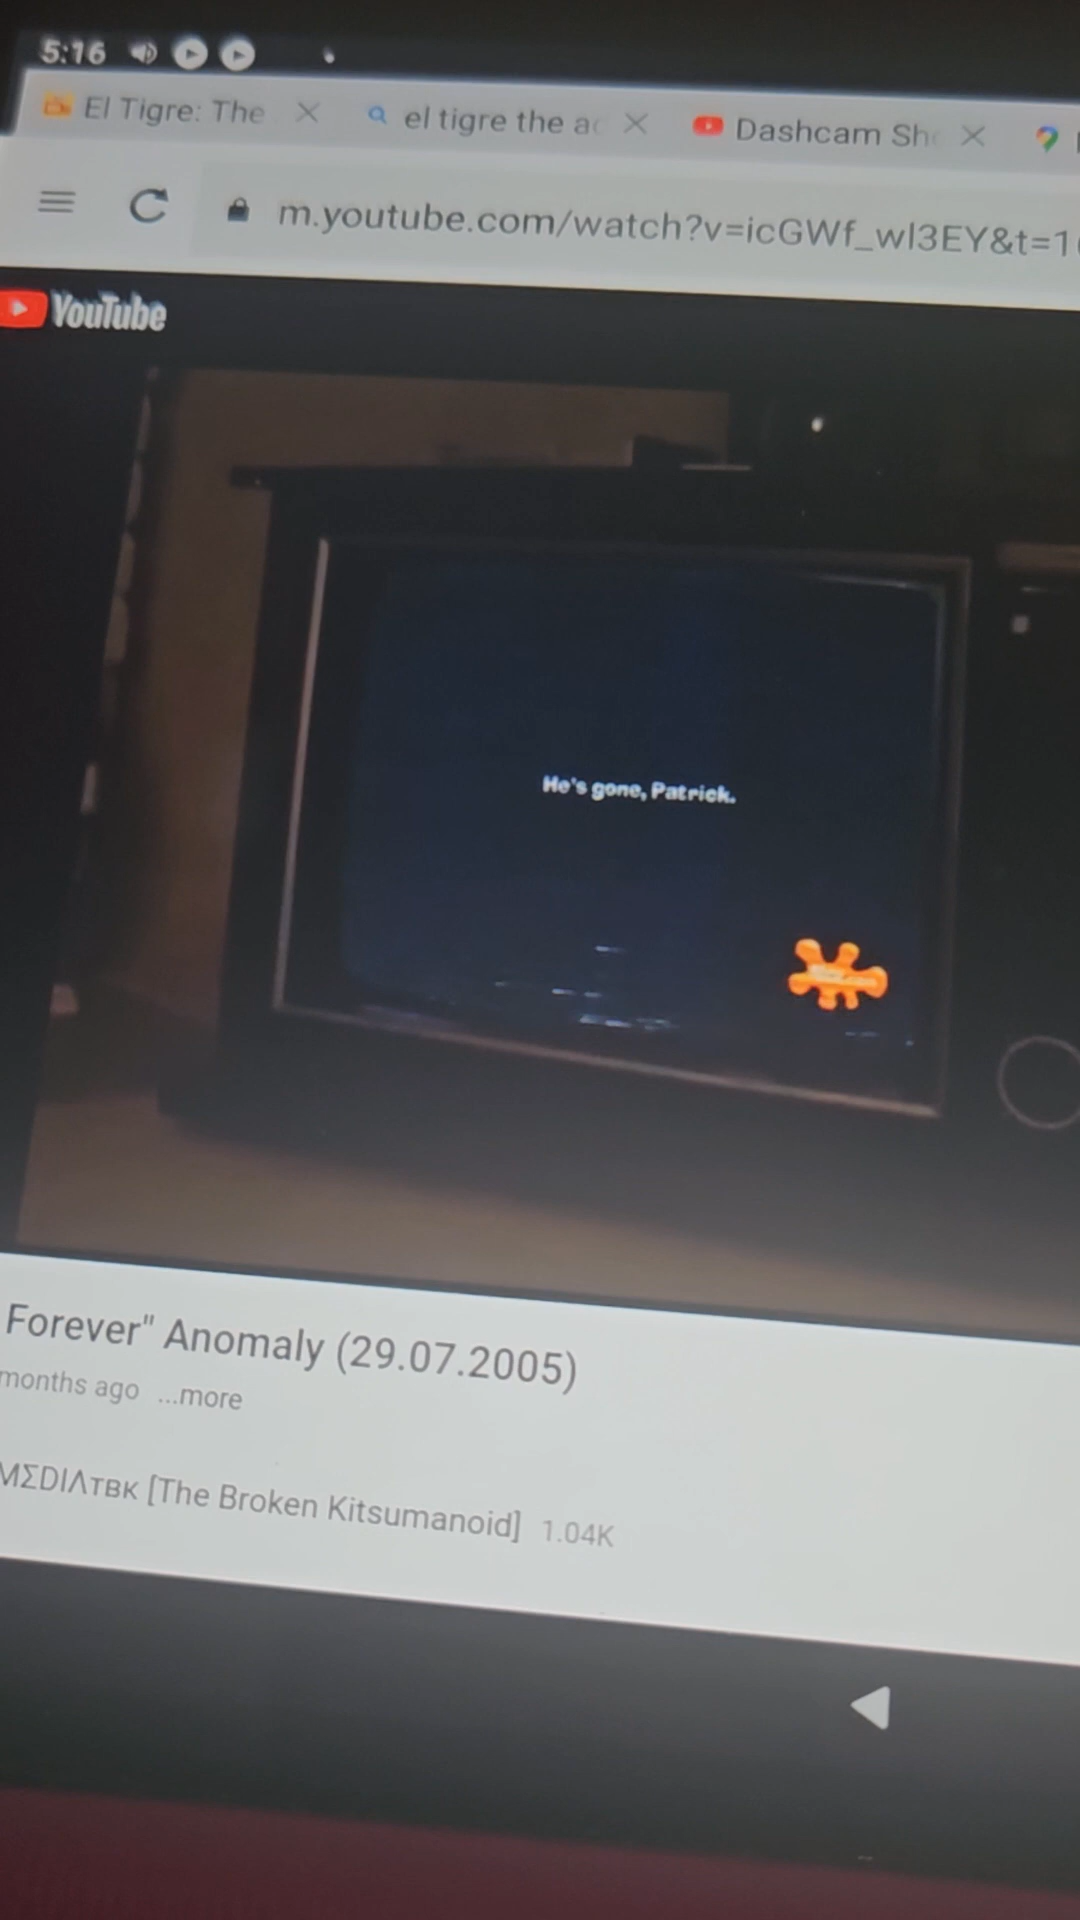 5:16
El Tigre: The
el tigre the ac
Dashcam Sh
m.youtube.com/watch?v=icGWf_wl3EY&t=1
YouTube
He's gone, Patrick.
Forever" Anomaly (29.07.2005)
months ago ...more
MΣDIΛTBK [The Broken Kitsumanoid] 1.04K